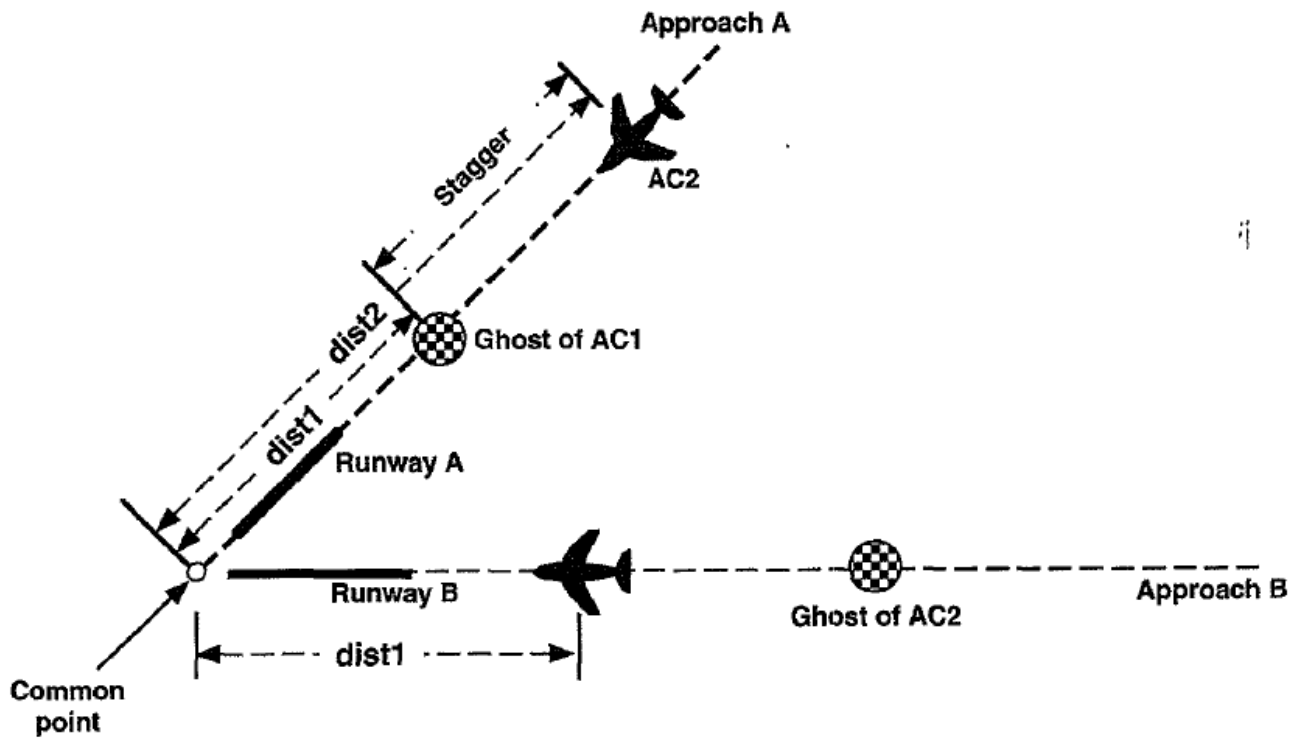 Approach A
Stagger
AC2
dist2
Ghost of AC1
dist1
Runway A
Runway B
Approach B
Ghost of AC2
dist1
Common
point